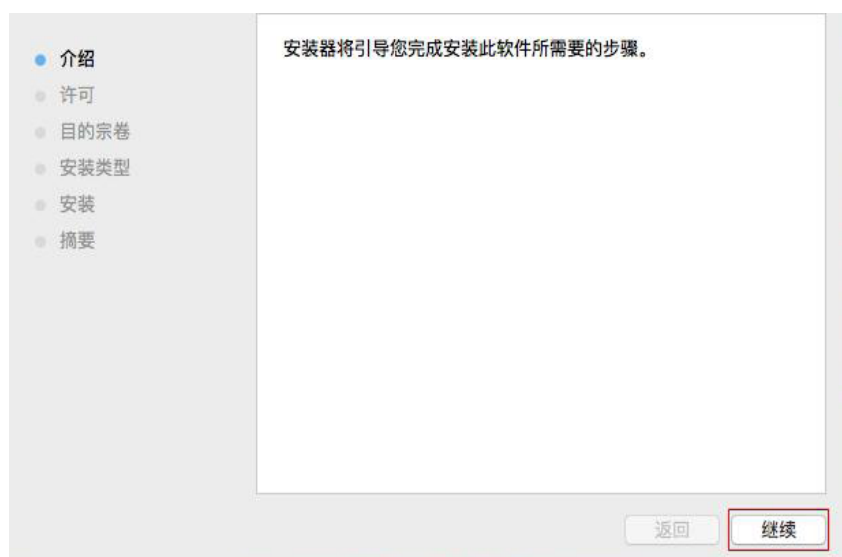 介绍
许可
目的宗卷
安装类型
安装
摘要
安装器将引导您完成安装此软件所需要的步骤。
返回
继续